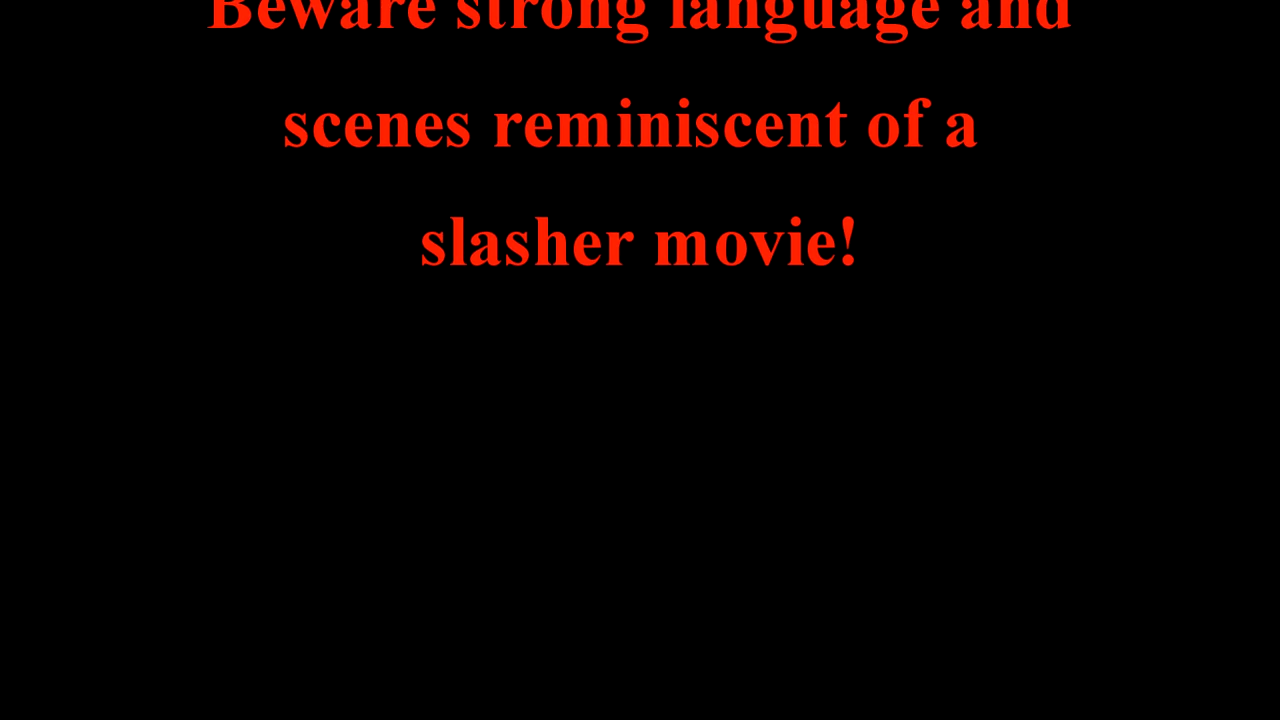 Beware strong language and
scenes reminiscent of a
slasher movie!